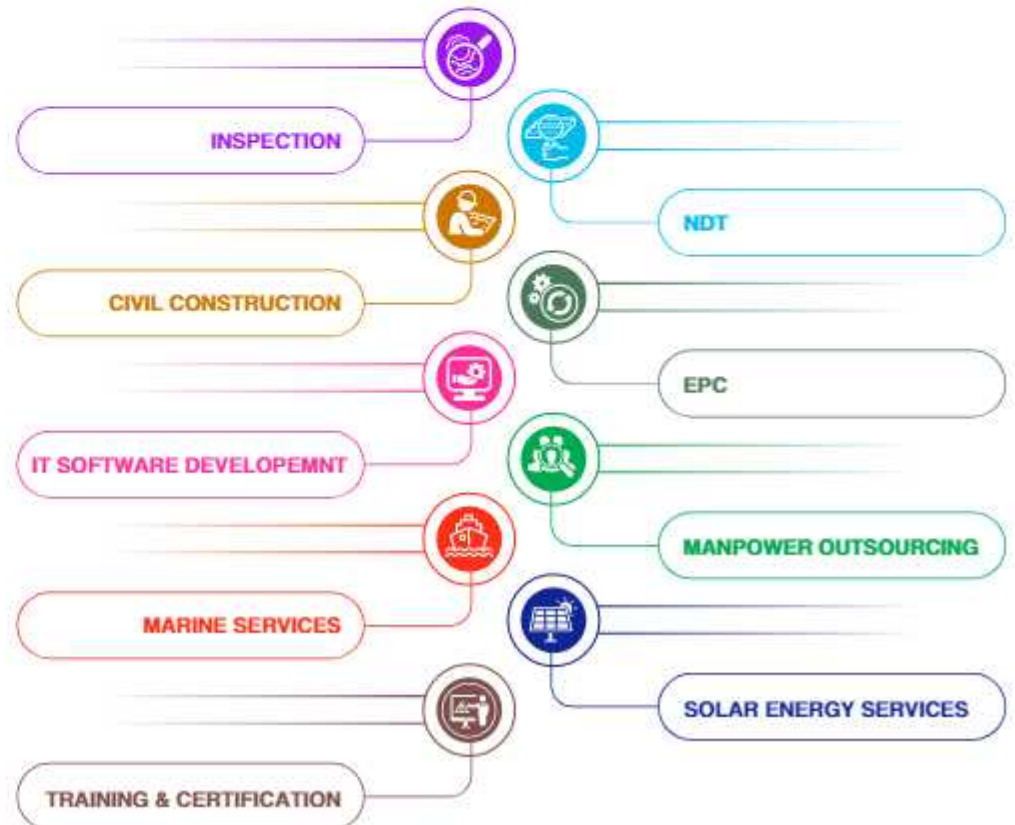 INSPECTION
NDT
CIVIL CONSTRUCTION
EPC
IT SOFTWARE DEVELOPEMNT
MANPOWER OUTSOURCING
MARINE SERVICES
SOLAR ENERGY SERVICES
TRAINING & CERTIFICATION